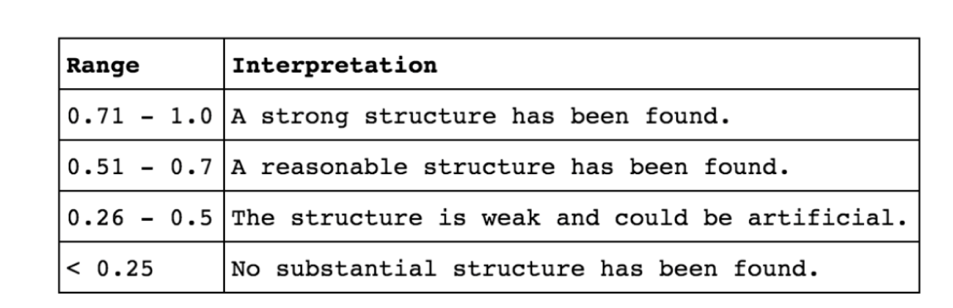 Range Interpretation
0.71 - 1.0 A strong structure has been found.
0.51 - 0.7 A reasonable structure has been found.
0.26 - 0.5 The structure is weak and could be artificial.
< 0.25 No substantial structure has been found.